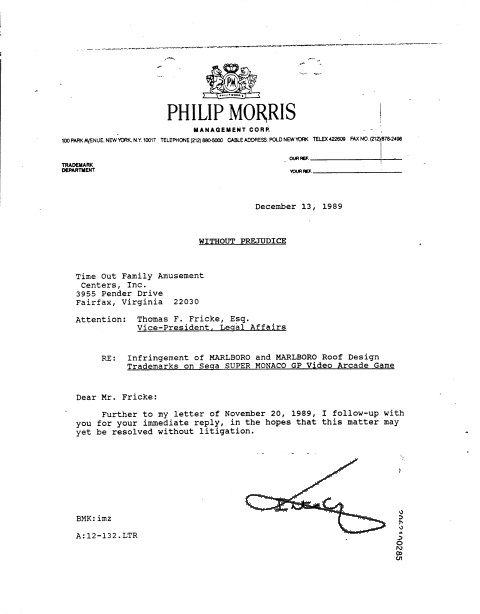 PM
PHILIP MORRIS
MANAGEMENT CORP.
100 PARK AVENUE, NEW YORK, N.Y. 10017 TELEPHONE (212) 880-5000 CABLE ADDRESS: POLD NEW YORK TELEX 422609 FAX NO. (212)/878-2498
OUR REF.
TRADEMARK
DEPARTMENT
YOUR REF.
December 13, 1989
WITHOUT PREJUDICE
Time Out Family Amusement
Centers, Inc.
3955 Pender Drive
Fairfax, Virginia 22030
Attention: Thomas F. Fricke, Esq.
Vice-President, Legal Affairs
RE: Infringement of MARLBORO and MARLBORO Roof Design
Trademarks on Sega SUPER MONACO GP Video Arcade Game
Dear Mr. Fricke:
Further to my letter of November 20, 1989, I follow-up with
you for your immediate reply, in the hopes that this matter may
yet be resolved without litigation.
BMK:imz
A:12-132.LTR